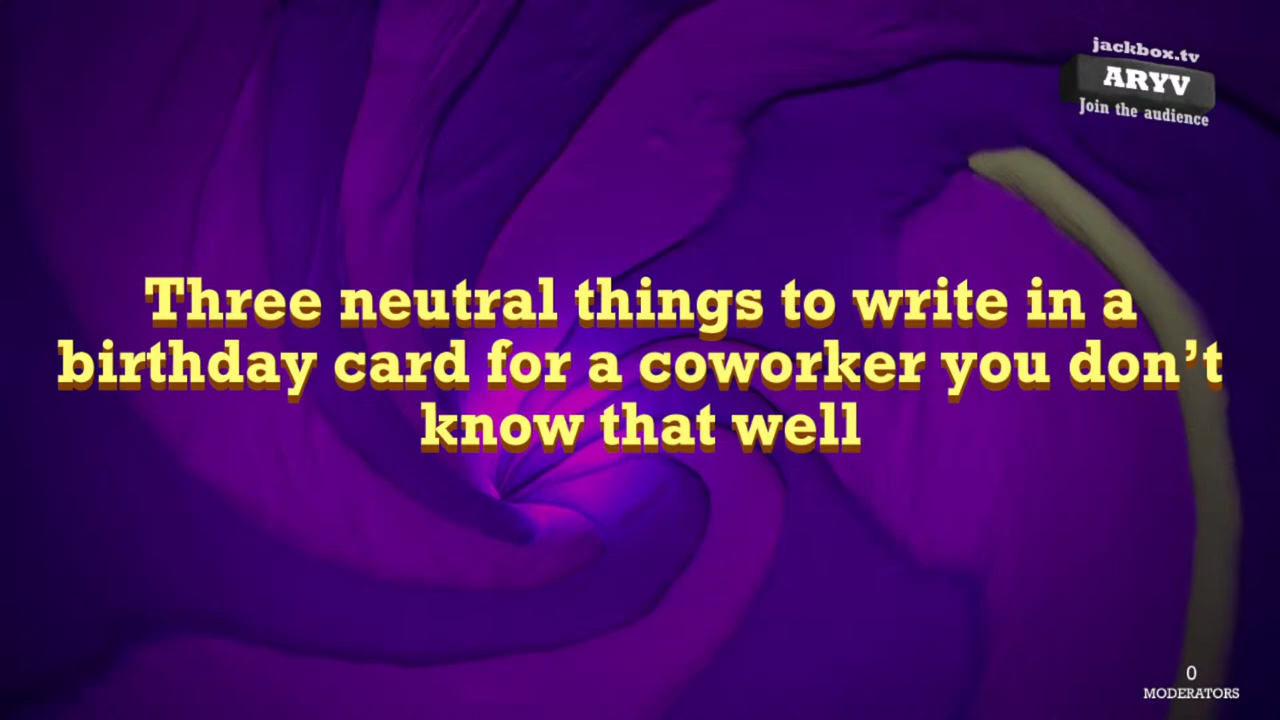 jackbox.tv
ARYV
Join the audience
Three neutral things to write in a
birthday card for a coworker you don’t
know that well
0
MODERATORS